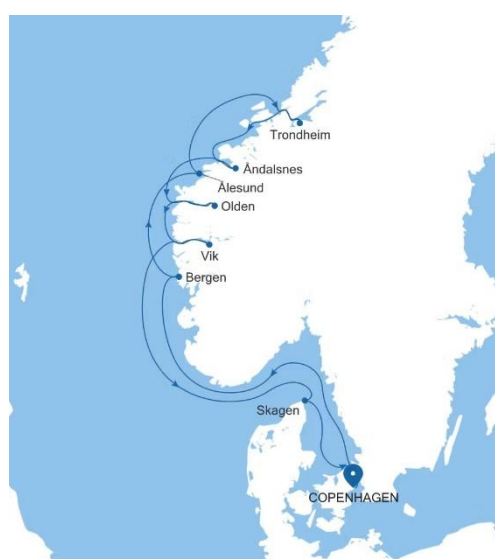 Trondheim
Åndalsnes
Ålesund
Olden
Vik
Bergen
Skagen
COPENHAGEN